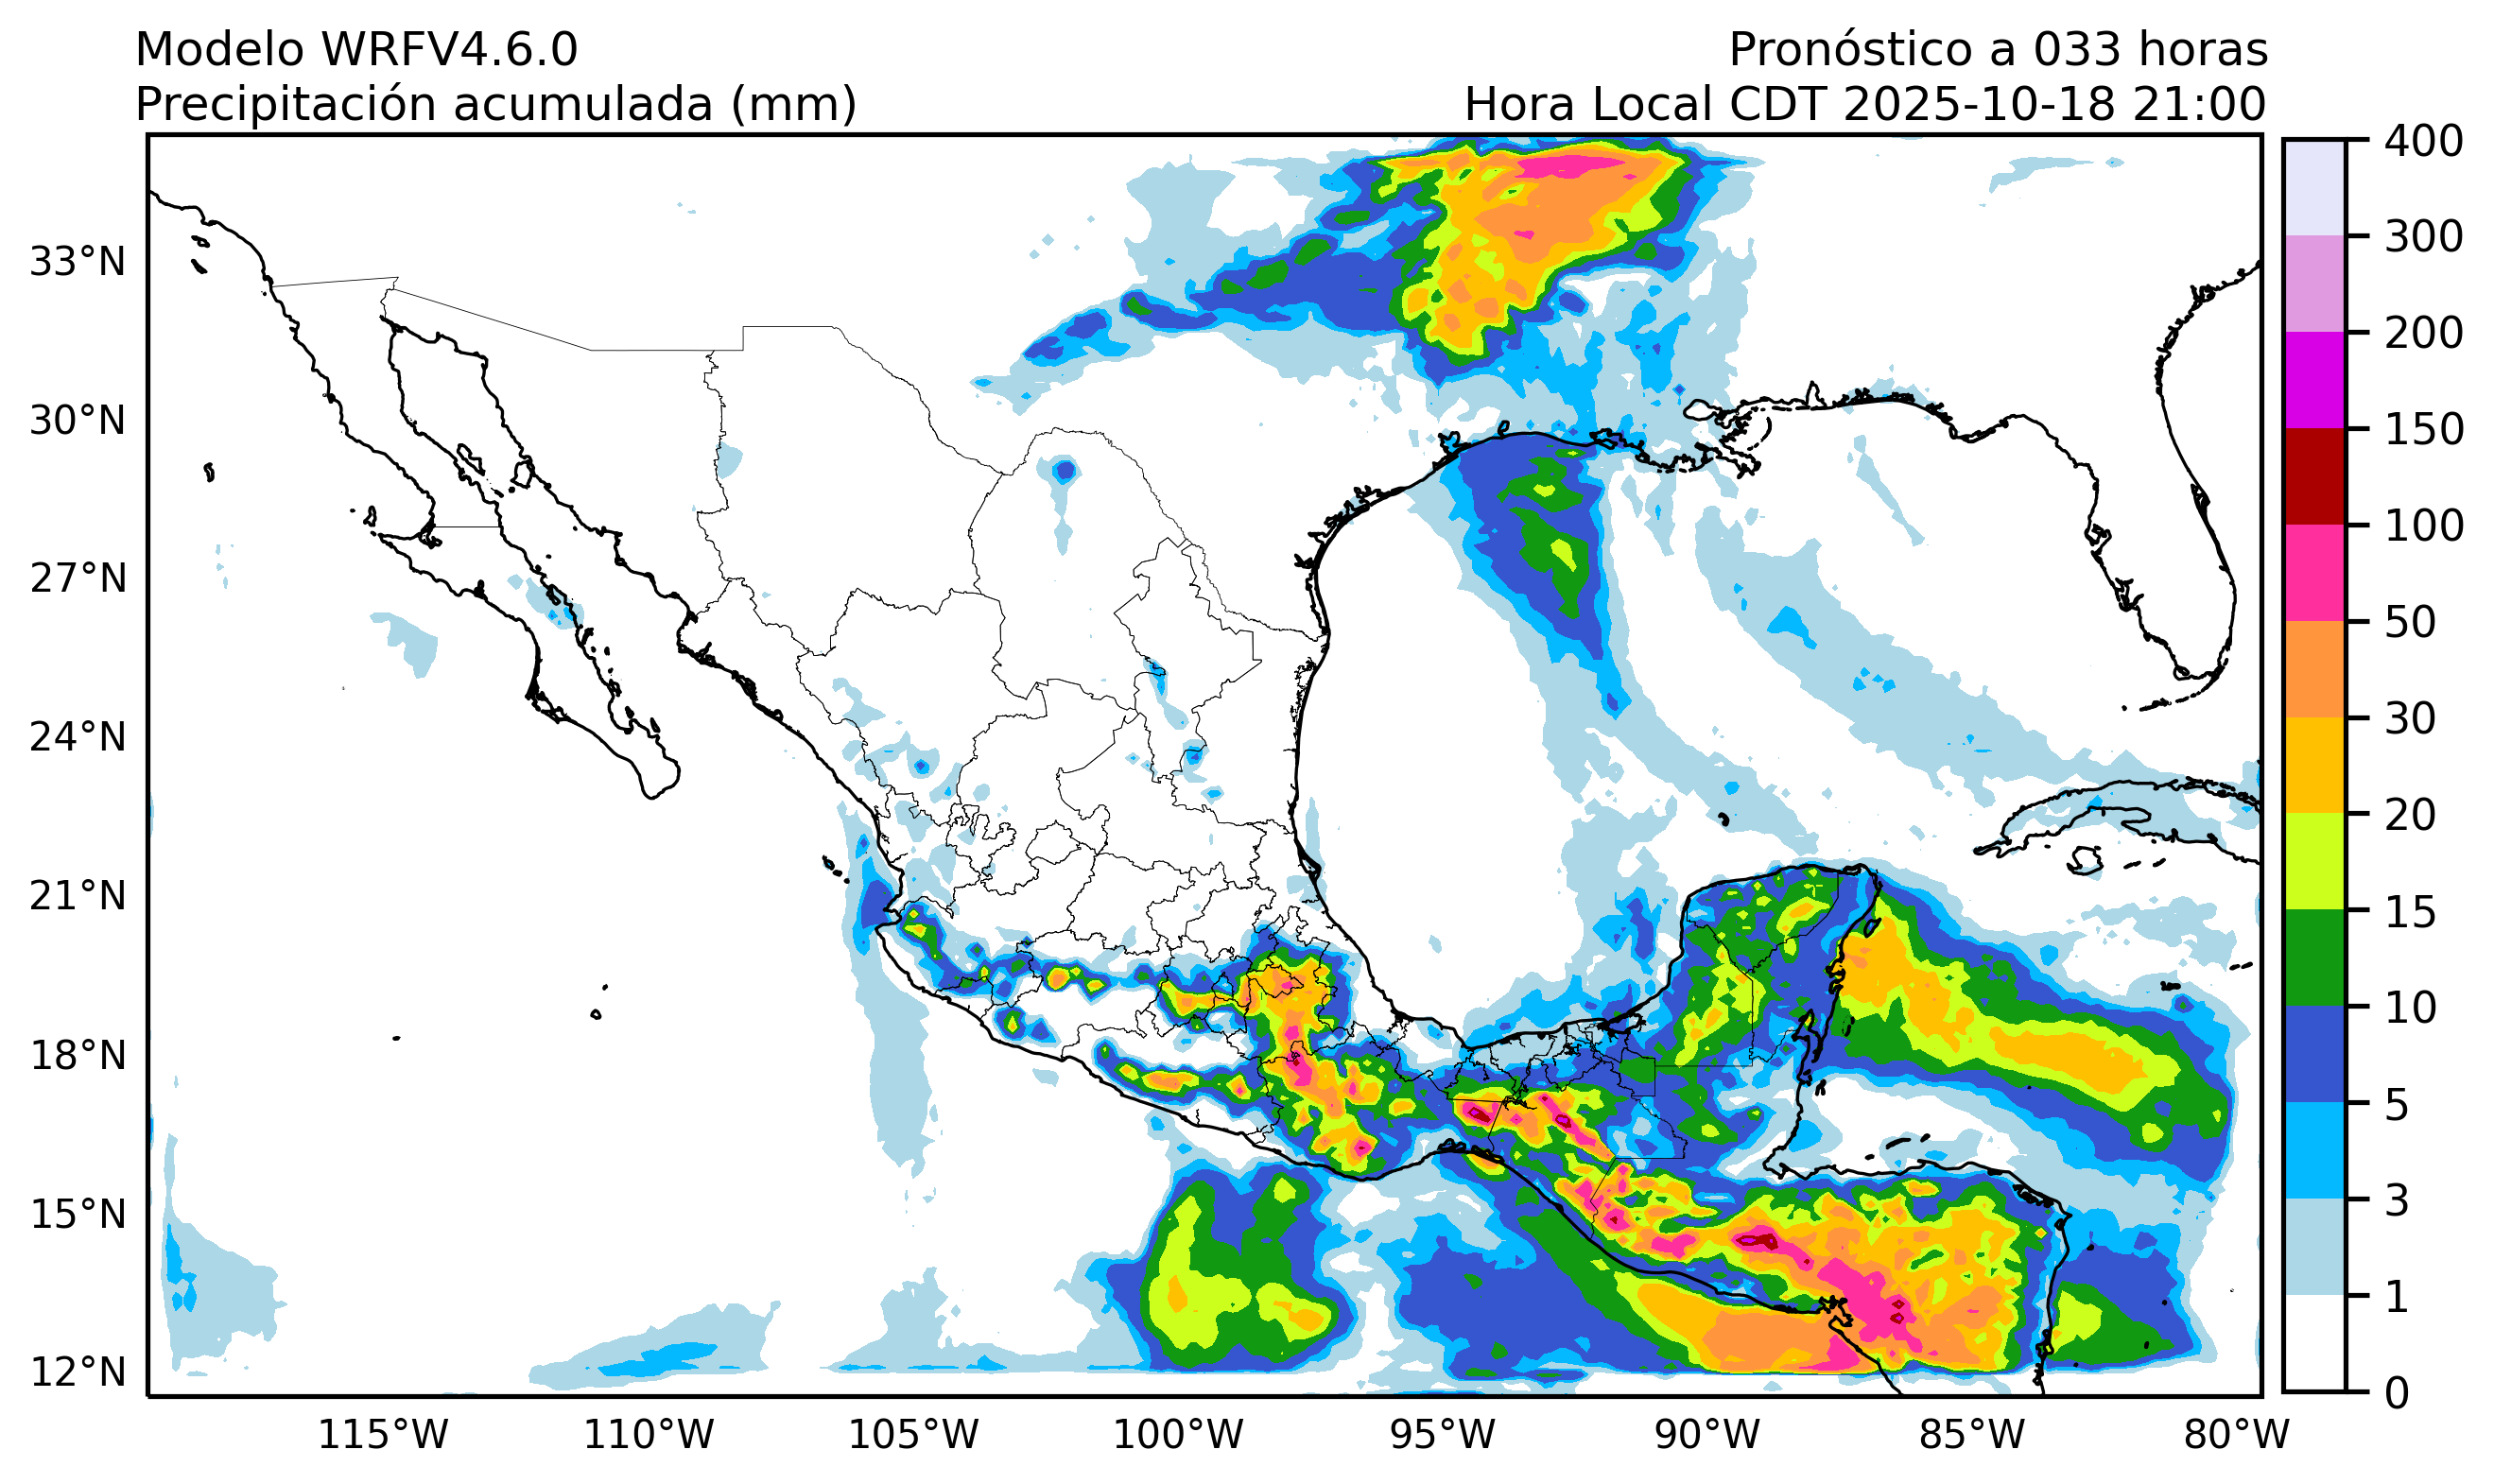 Modelo WRFV4.6.0
Pronóstico a 033 horas
Precipitación acumulada (mm)
Hora Local CDT 2025-10-18 21:00
400
300
200
150
100
50
30
20
15
10
5
3
1
0
33°N
30°N
27°N
24°N
21°N
18°N
15°N
12°N
115°W
110°W
105°W
100°W
95°W
90°W
85°W
80°W